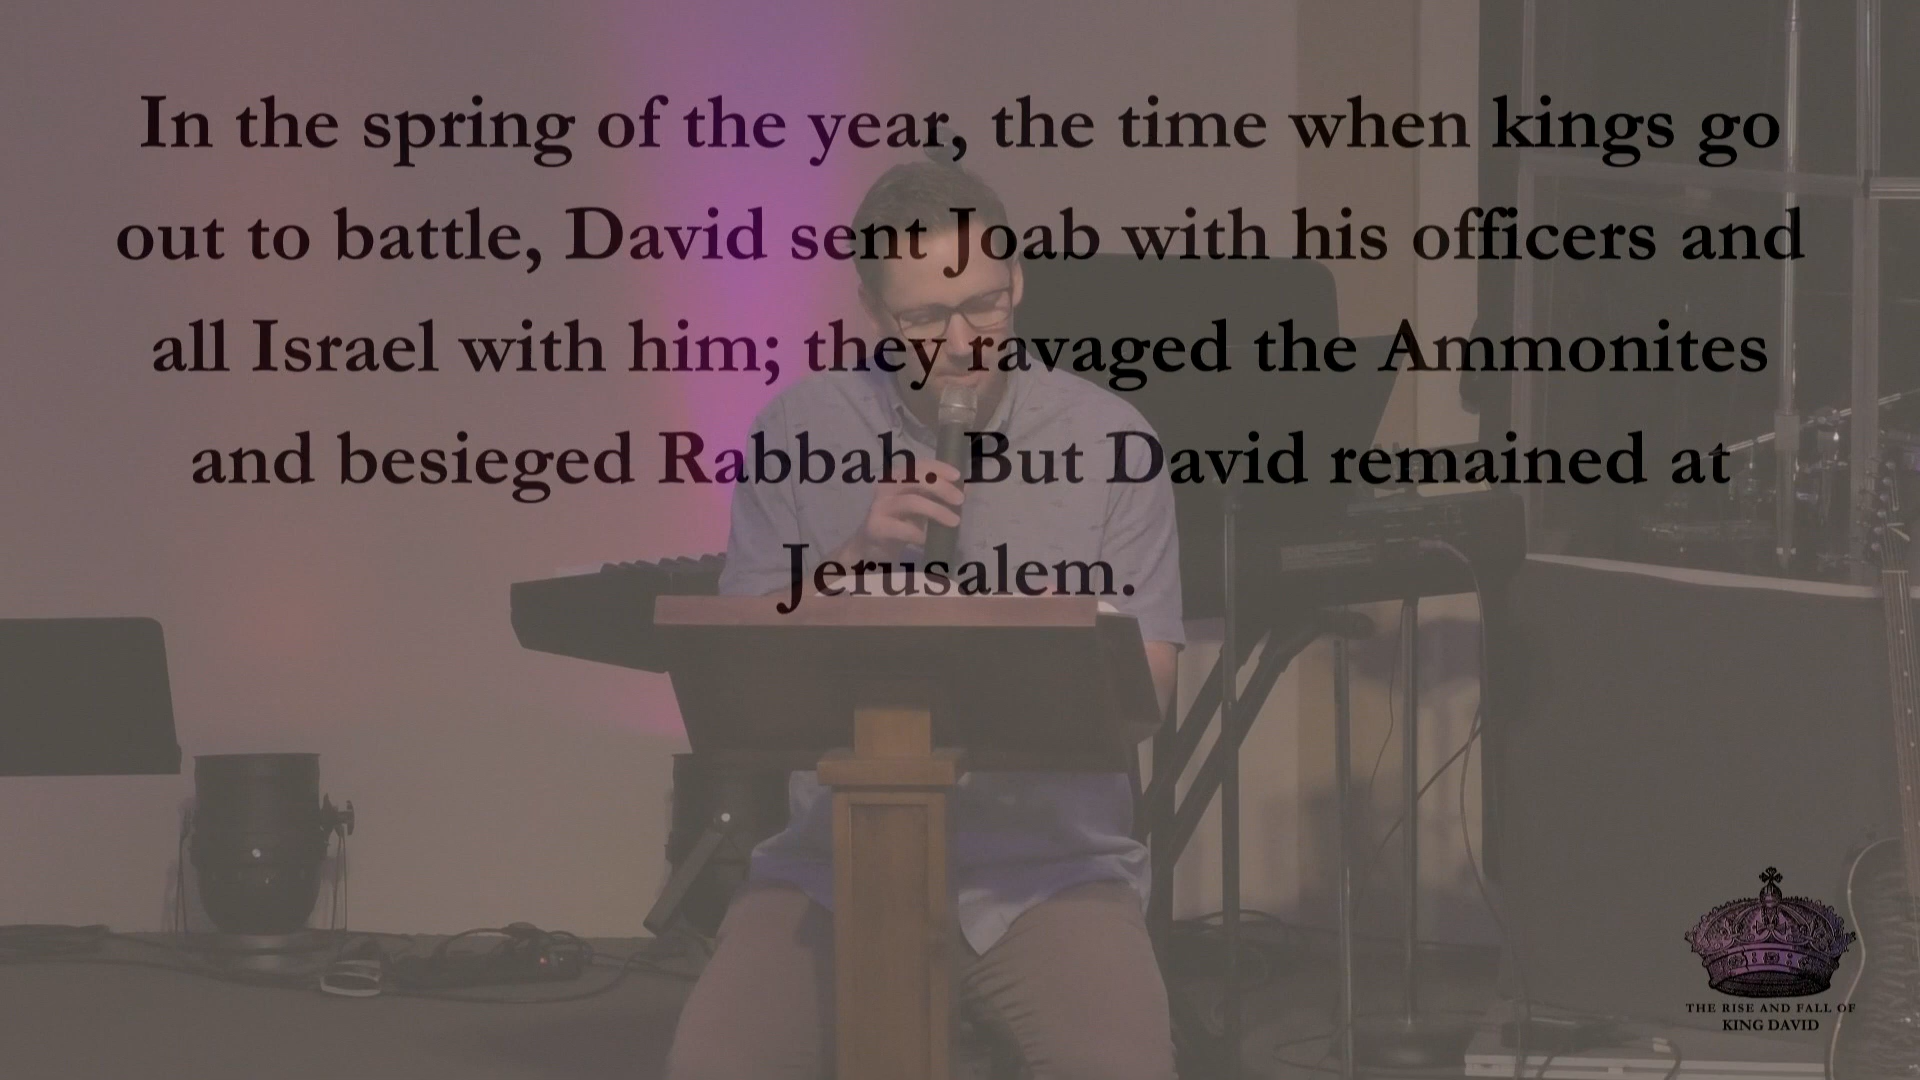 In the spring of the year, the time when kings go
out to battle, David sent Joab with his officers and
all Israel with him; they ravaged the Ammonites
and besieged Rabbah. But David remained at
Jerusalem.
THE RISE AND FALL OF
KING DAVID